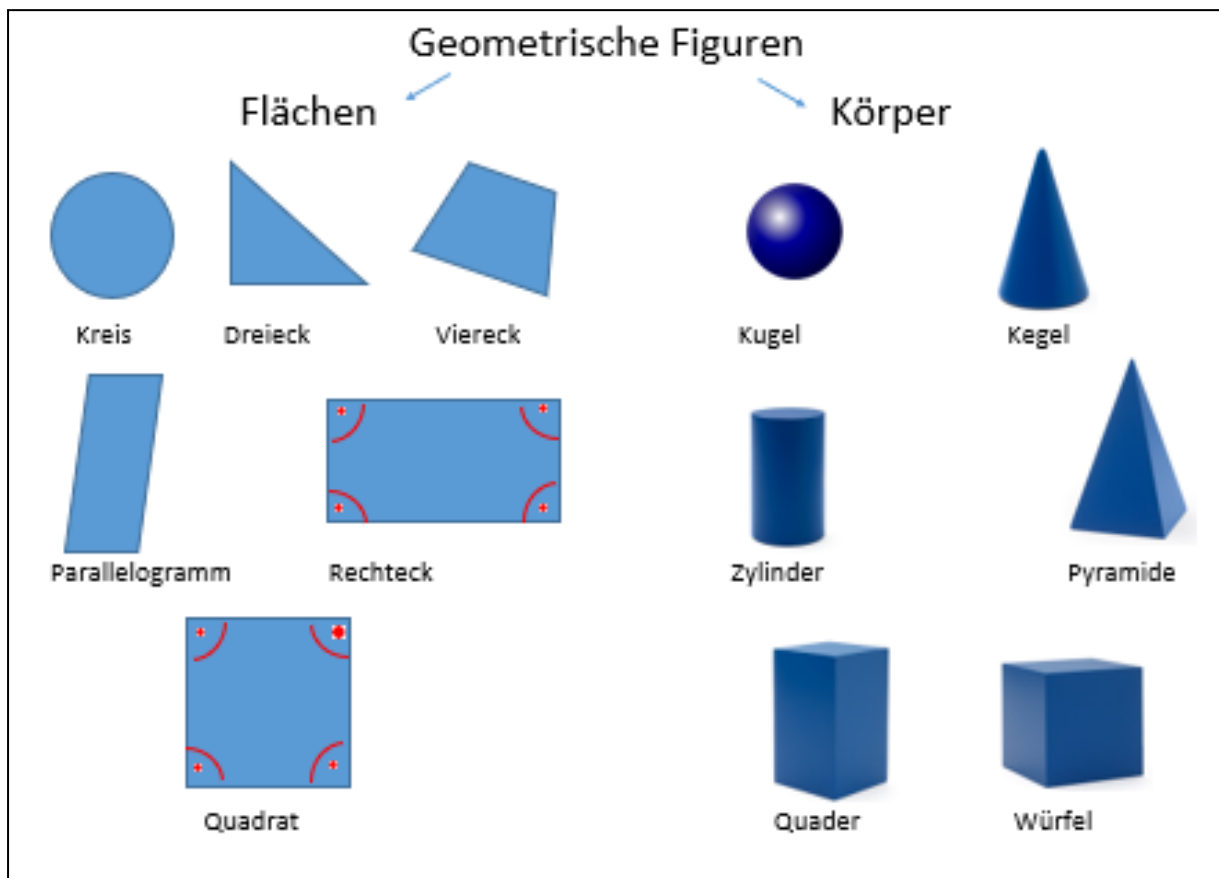 Geometrische Figuren
Flächen
Körper
Kreis
Dreieck
Viereck
Kugel
Kegel
Parallelogramm
Rechteck
Zylinder
Pyramide
Quadrat
Quader
Würfel